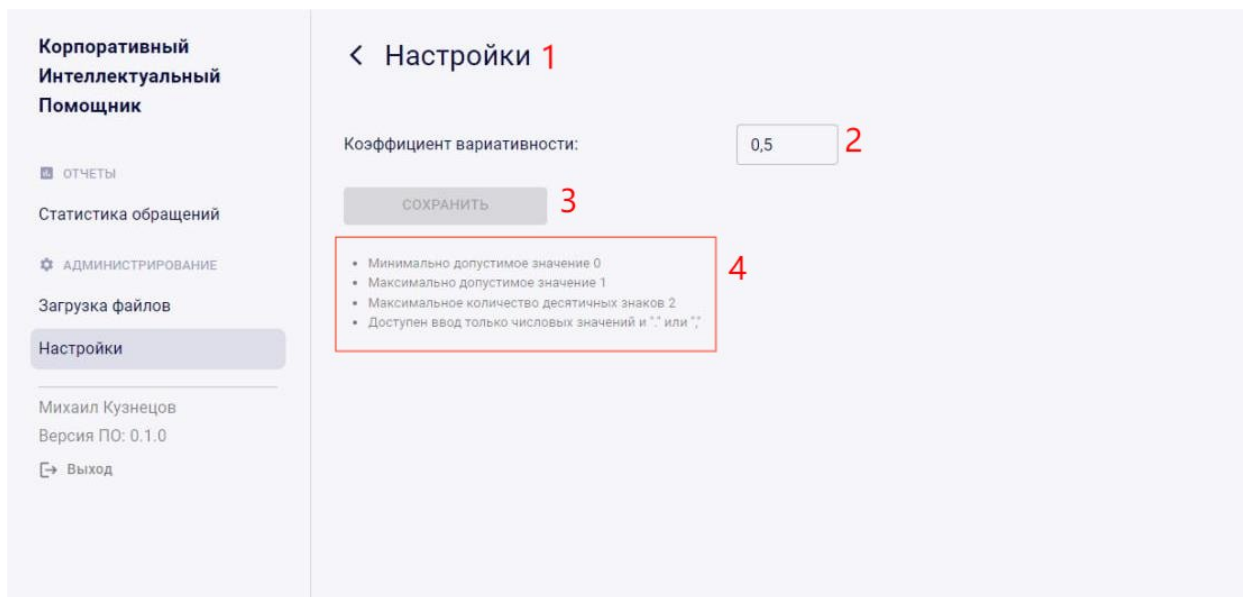 Корпоративный
Интеллектуальный
Помощник
ОТЧЕТЫ
Статистика обращений
АДМИНИСТРИРОВАНИЕ
Загрузка файлов
Настройки
Михаил Кузнецов
Версия ПО: 0.1.0
Выход
Настройки 1
Коэффициент вариативности: 0,5 2
СОХРАНИТЬ 3
• Минимально допустимое значение 0
• Максимально допустимое значение 1
• Максимальное количество десятичных знаков 2
• Доступен ввод только числовых значений и "." или ","
4